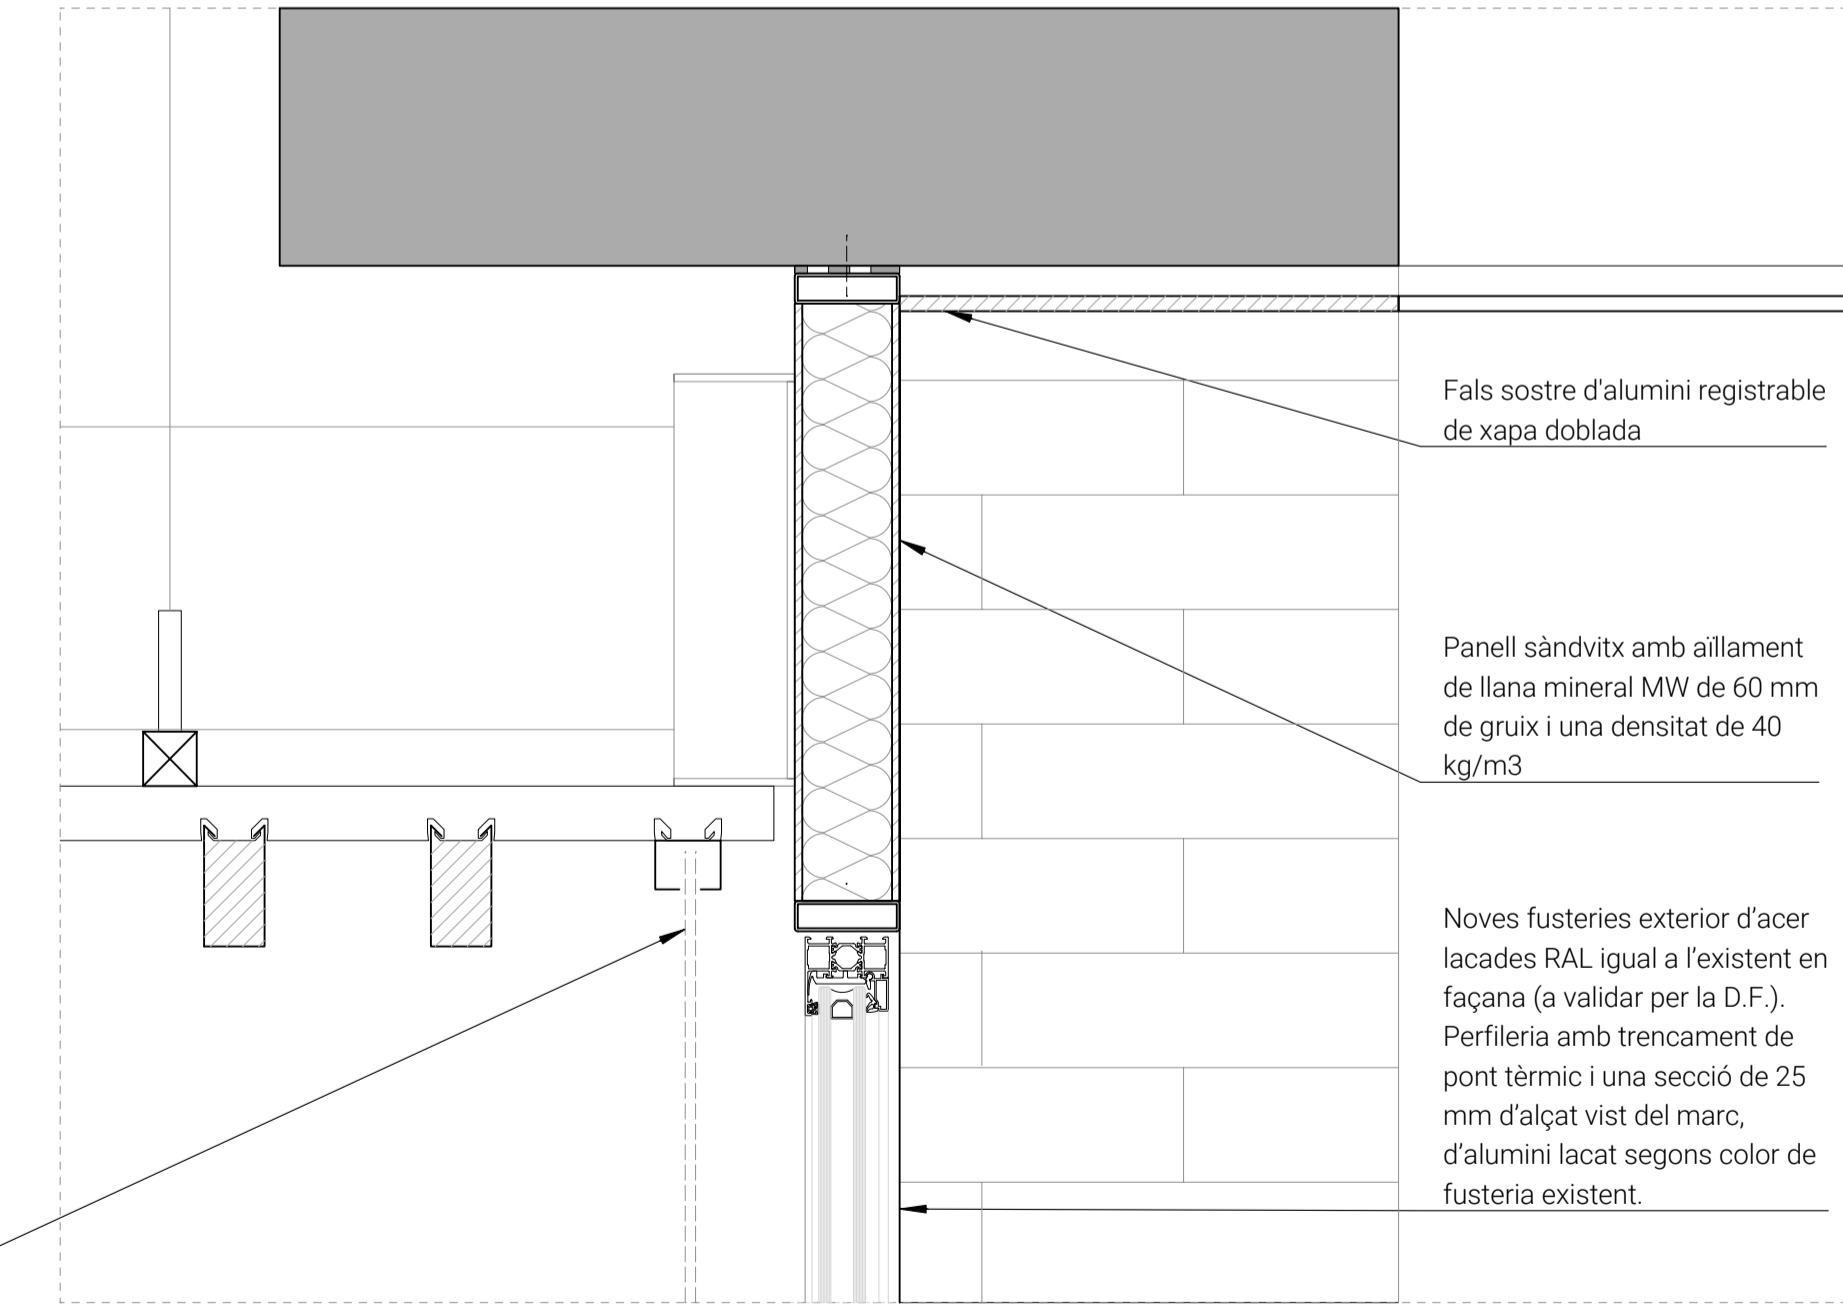 Fals sostre d'alumini registrable
de xapa doblada
Panell sàndvitx amb aïllament
de llana mineral MW de 60 mm
de gruix i una densitat de 40
kg/m3
Noves fusteries exterior d’acer
lacades RAL igual a l’existent en
façana (a validar per la D.F.).
Perfileria amb trencament de
pont tèrmic i una secció de 25
mm d’alçat vist del marc,
d’alumini lacat segons color de
fusteria existent.